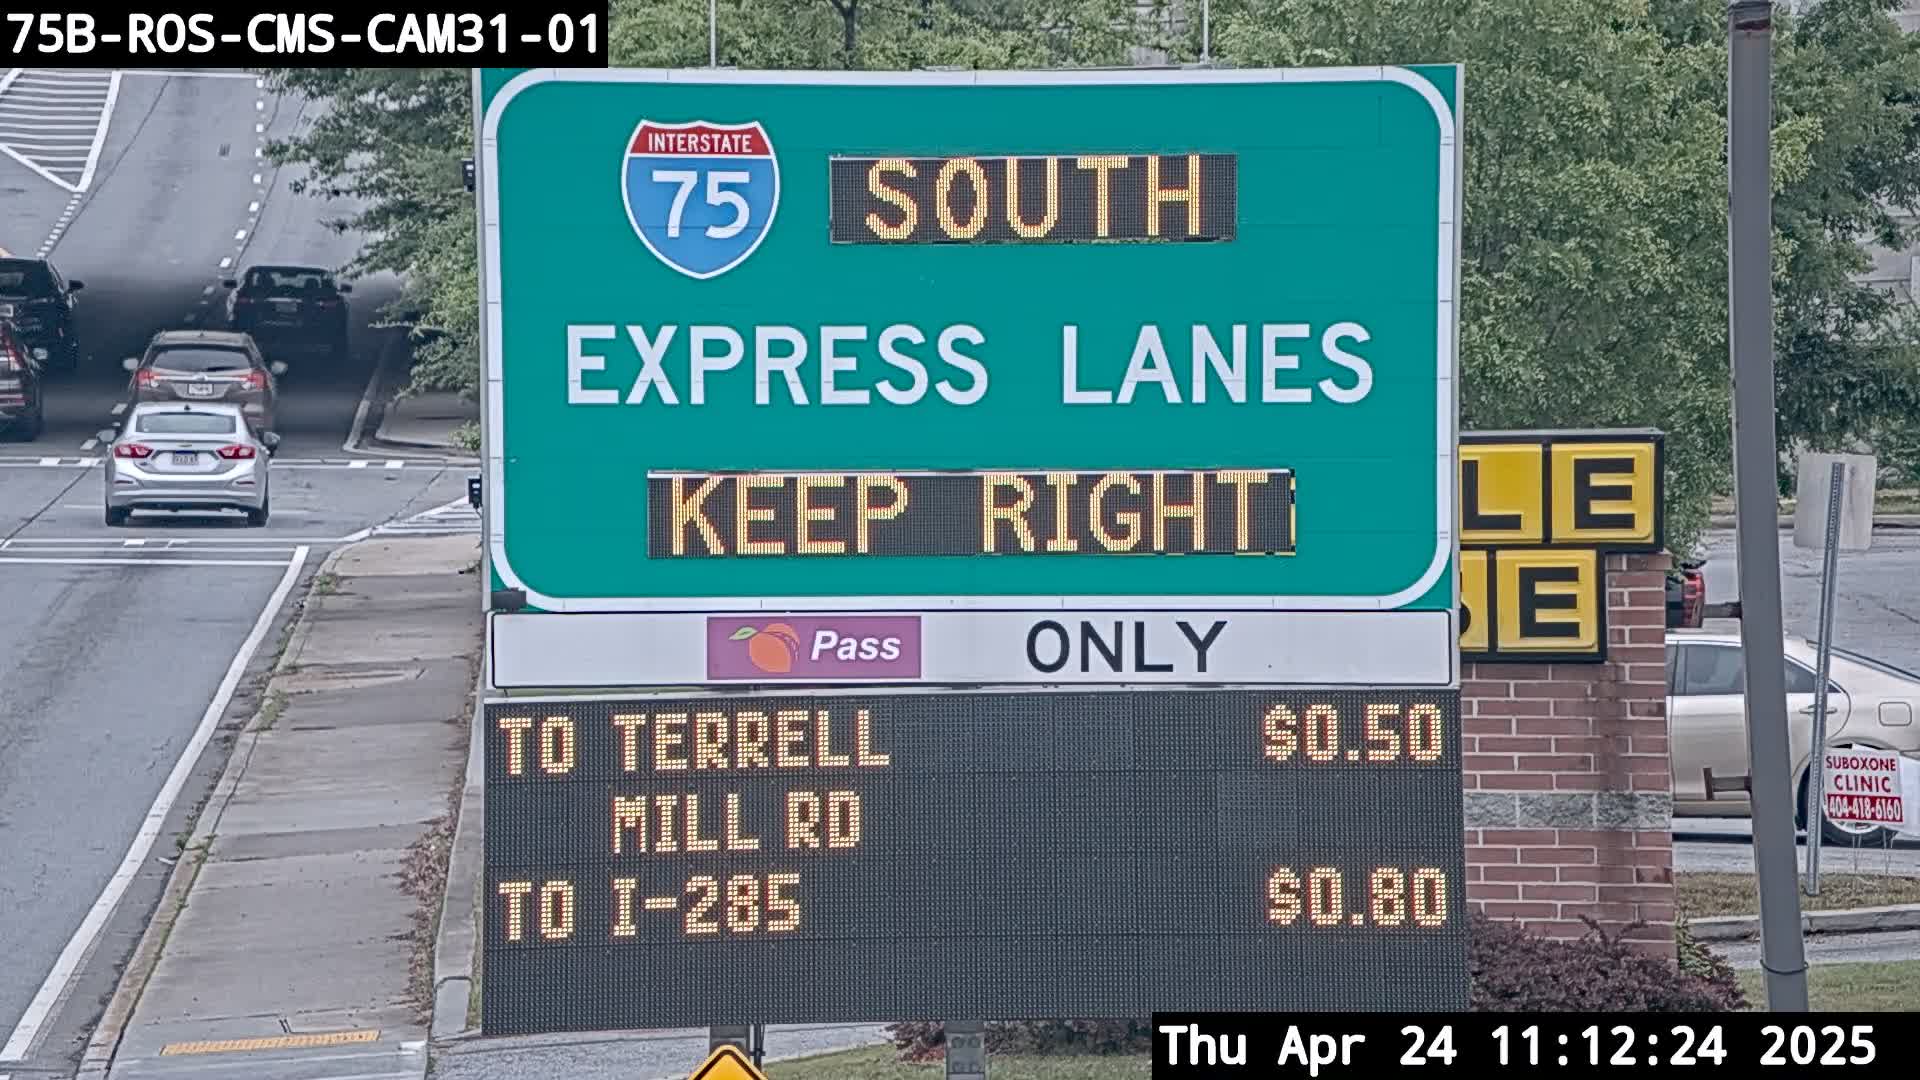 75B-ROS-CMS-CAM31-01
INTERSTATE
75
SOUTH
EXPRESS LANES
KEEP RIGHT
Pass ONLY
TO TERRELL $0.50
MILL RD
TO I-285 $0.80
LE
E
SUBOXONE
CLINIC
404-418-6160
Thu Apr 24 11:12:24 2025